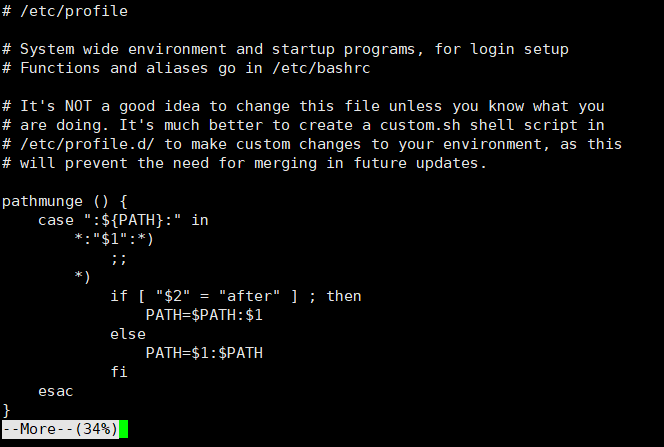 # /etc/profile

# System wide environment and startup programs, for login setup
# Functions and aliases go in /etc/bashrc

# It's NOT a good idea to change this file unless you know what you
# are doing. It's much better to create a custom.sh shell script in
# /etc/profile.d/ to make custom changes to your environment, as this
# will prevent the need for merging in future updates.

pathmunge () {
    case ":${PATH}:" in
        *:"$1":*)
            ;;
        *)
            if [ "$2" = "after" ] ; then
                PATH=$PATH:$1
            else
                PATH=$1:$PATH
            fi
    esac
}
--More--(34%)